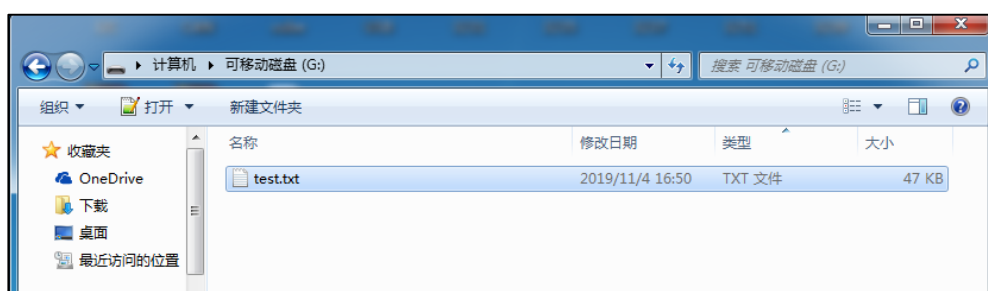 计算机 可移动磁盘 (G:) 搜索 可移动磁盘 (G:)
组织 打开 新建文件夹
收藏夹 名称 修改日期 类型 大小
OneDrive test.txt 2019/11/4 16:50 TXT 文件 47 KB
下载
桌面
最近访问的位置